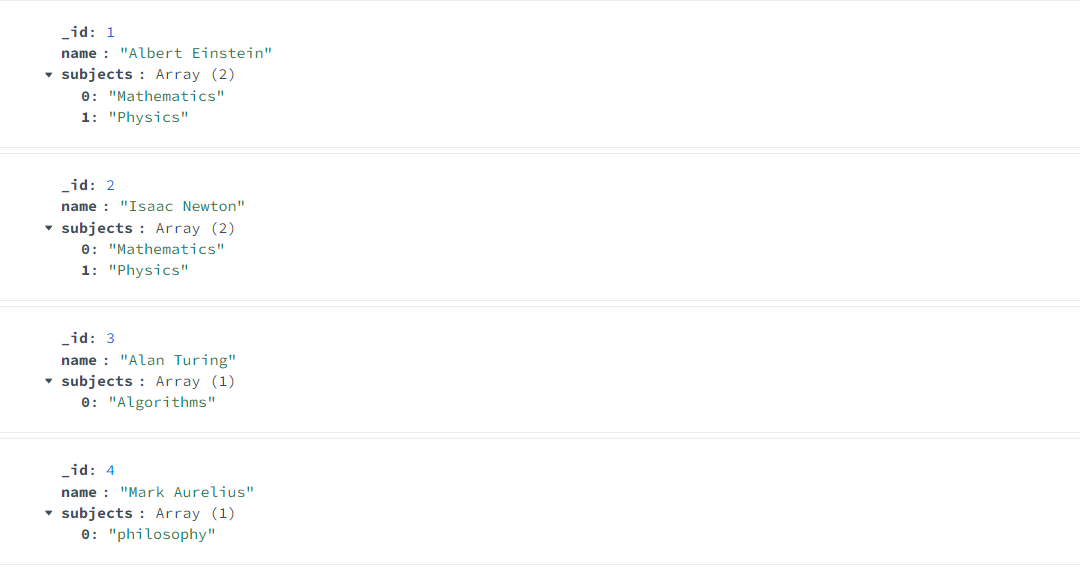 _id: 1
name : "Albert Einstein"
subjects : Array (2)
0: "Mathematics"
1: "Physics"
_id: 2
name : "Isaac Newton"
subjects : Array (2)
0: "Mathematics"
1: "Physics"
_id: 3
name : "Alan Turing"
subjects : Array (1)
0: "Algorithms"
_id: 4
name : "Mark Aurelius"
subjects : Array (1)
0: "philosophy"